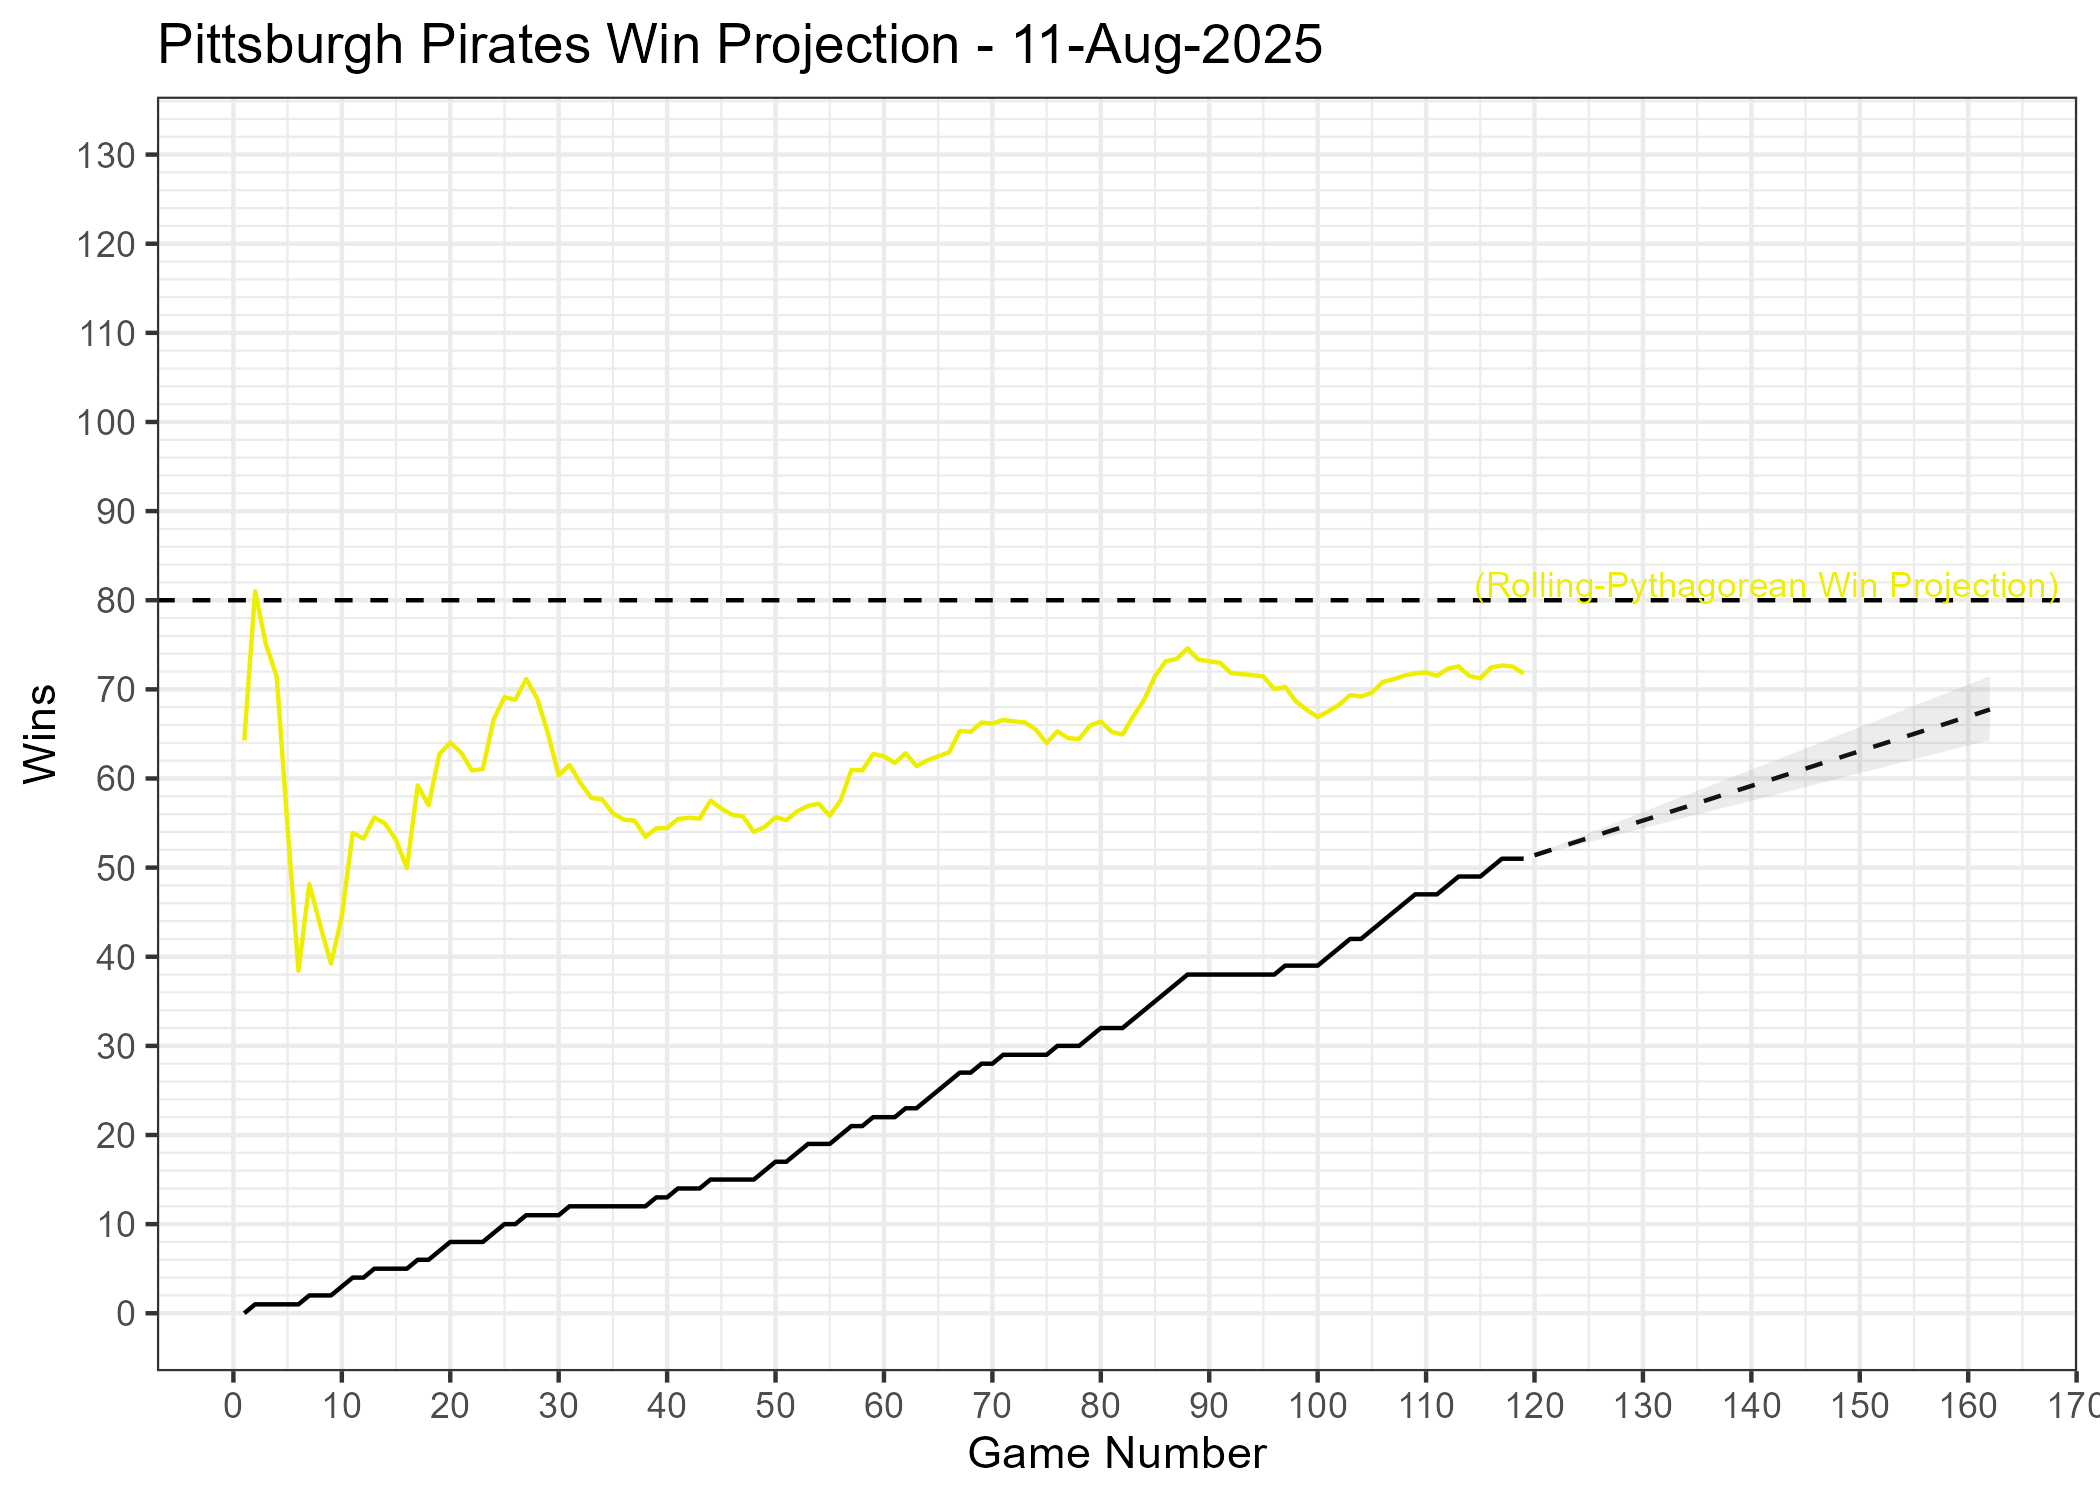 Pittsburgh Pirates Win Projection - 11-Aug-2025
130
120
110
100
90
80
70
60
50
40
30
20
10
0
Wins
(Rolling-Pythagorean Win Projection)
0 10 20 30 40 50 60 70 80 90 100 110 120 130 140 150 160 170
Game Number